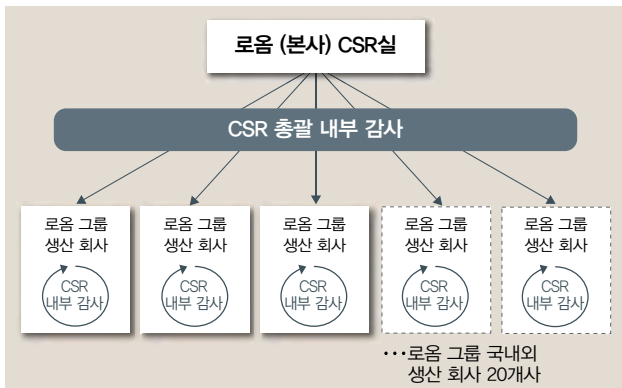 로옴 (본사) CSR실
CSR 총괄 내부 감사
로옴 그룹
생산 회사
CSR
내부 감사
로옴 그룹
생산 회사
CSR
내부 감사
로옴 그룹
생산 회사
CSR
내부 감사
로옴 그룹
생산 회사
CSR
내부 감사
로옴 그룹
생산 회사
CSR
내부 감사
···로옴 그룹 국내외
생산 회사 20개사